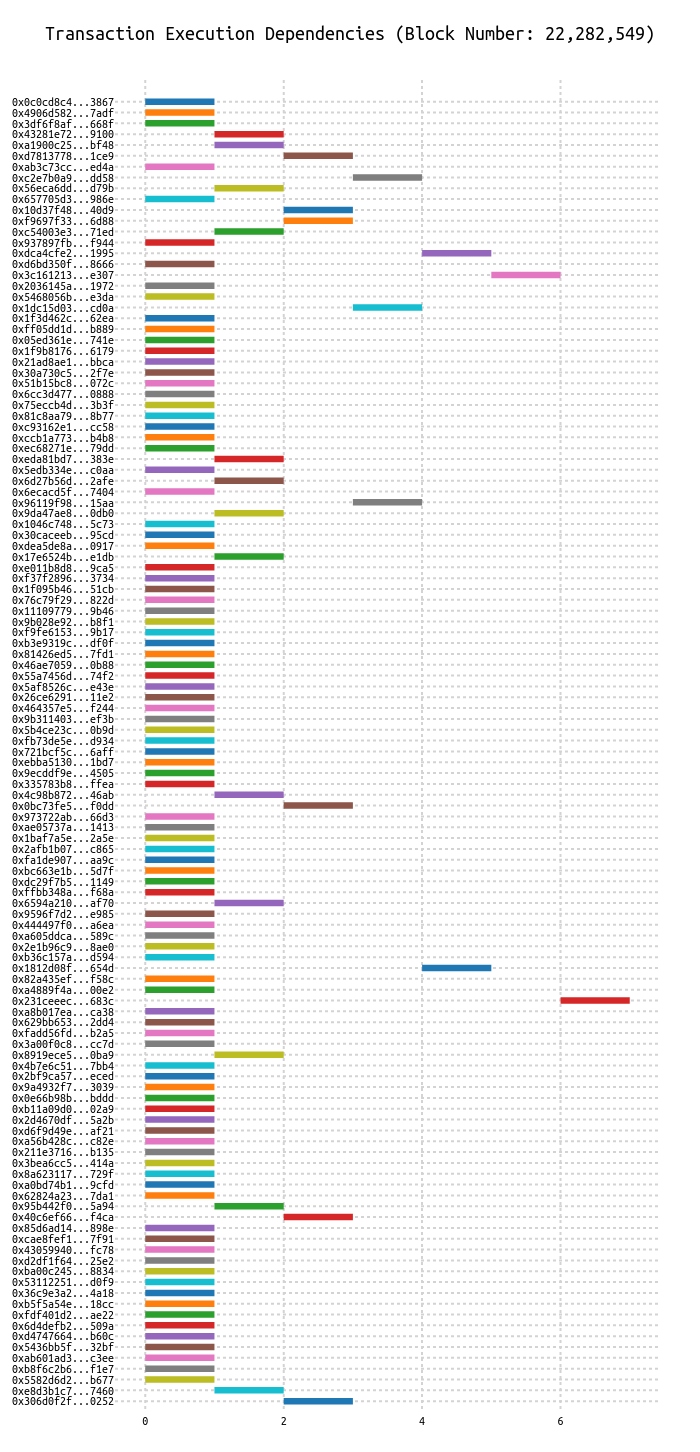 Transaction Execution Dependencies (Block Number: 22,282,549)
0x0c0cd8c4...3867
0x4906d582...7adf
0x3df6f8af...668f
0x43281e72...9100
0xa1900c25...bf48
0xd7813778...1ce9
0xab3c73cc...ed4a
0xc2e7b0a9...dd58
0x56eca6dd...d79b
0x657705d3...986e
0x10d37f48...40d9
0xf9697f33...6d88
0xc54003e3...71ed
0x937897fb...f944
0xdca4cfe2...1995
0xd6bd350f...8666
0x3c161213...e307
0x2036145a...1972
0x5468056b...e3da
0x1dc15d03...cd0a
0x1f3d462c...62ea
0xff05dd1d...b889
0x05ed361e...741e
0x1f9b8176...6179
0x21ad8ae1...bbca
0x30a730c5...2f7e
0x51b15bc8...072c
0x6cc3d477...0888
0x75eccb4d...3b3f
0x81c8aa79...8b77
0xc93162e1...cc58
0xccb1a773...b4b8
0xec68271e...79dd
0xeda81bd7...383e
0x5edb334e...c0aa
0x6d27b56d...2afe
0x6ecacd5f...7404
0x96119f98...15aa
0x9da47ae8...0db0
0x1046c748...5c73
0x30caceeb...95cd
0xdea5de8a...0917
0x17e6524b...e1db
0xe011b8d8...9ca5
0xf37f2896...3734
0x1f095b46...51cb
0x76c79f29...822d
0x11109779...9b46
0x9b028e92...b8f1
0xf9fe6153...9b17
0xb3e9319c...df0f
0x81426ed5...7fd1
0x46ae7059...0b88
0x55a7456d...74f2
0x5af8526c...e43e
0x26ce6291...11e2
0x464357e5...f244
0x9b311403...ef3b
0x5b4ce23c...0b9d
0xfb73de5e...d934
0x721bcf5c...6aff
0xebba5130...1bd7
0x9ecddf9e...4505
0x335783b8...ffea
0x4c98b872...46ab
0x0bc73fe5...f0dd
0x973722ab...66d3
0xae05737a...1413
0x1baf7a5e...2a5e
0x2afb1b07...c865
0xfa1de907...aa9c
0xbc663e1b...5d7f
0xdc29f7b5...1149
0xffbb348a...f68a
0x6594a210...af70
0x9596f7d2...e985
0x444497f0...a6ea
0xa605ddca...589c
0x2e1b96c9...8ae0
0xb36c157a...d594
0x1812d08f...654d
0x82a435ef...f58c
0xa4889f4a...00e2
0x231ceeec...683c
0xa8b017ea...ca38
0x629bb653...2dd4
0xfadd56fd...b2a5
0x3a00f0c8...cc7d
0x8919ece5...0ba9
0x4b7e6c51...7bb4
0x2bf9ca57...eced
0x9a4932f7...3039
0x0e66b98b...bddd
0xb11a09d0...02a9
0x2d4670df...5a2b
0xd6f9d49e...af21
0xa56b428c...c82e
0x211e3716...b135
0x3bea6cc5...414a
0x8a623117...729f
0xa0bd74b1...9cfd
0x62824a23...7da1
0x95b442f0...5a94
0x40c6ef66...f4ca
0x85d6ad14...898e
0xcae8fef1...7f91
0x43059940...fc78
0xd2df1f64...25e2
0xba00c245...8834
0x53112251...d0f9
0x36c9e3a2...4a18
0xb5f5a54e...18cc
0xfdf401d2...ae22
0x6d4defb2...509a
0xd4747664...b60c
0x5436bb5f...32bf
0xab601ad3...c3ee
0xb8f6c2b6...f1e7
0x5582d6d2...b677
0xe8d3b1c7...7460
0x306d0f2f...0252
0 2 4 6